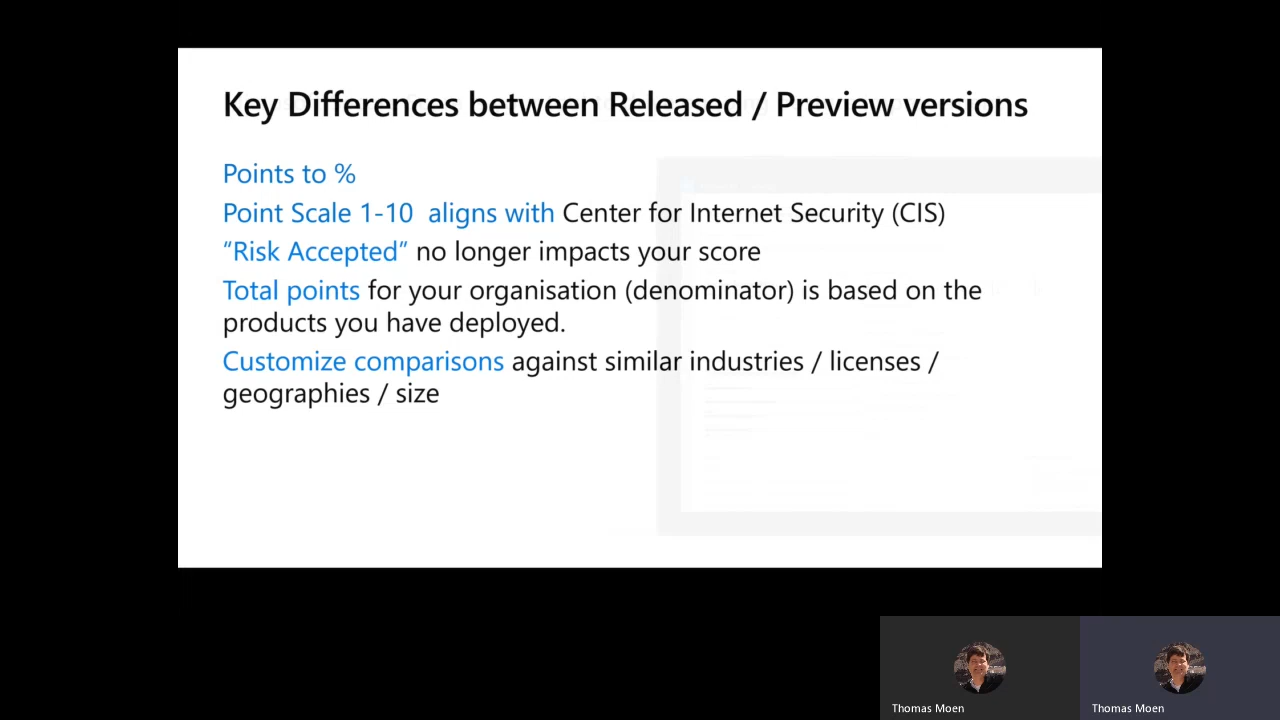 Key Differences between Released / Preview versions
Points to %
Point Scale 1-10  aligns with Center for Internet Security (CIS)
“Risk Accepted” no longer impacts your score
Total points for your organisation (denominator) is based on the
products you have deployed.
Customize comparisons against similar industries / licenses /
geographies / size
Thomas Moen
Thomas Moen